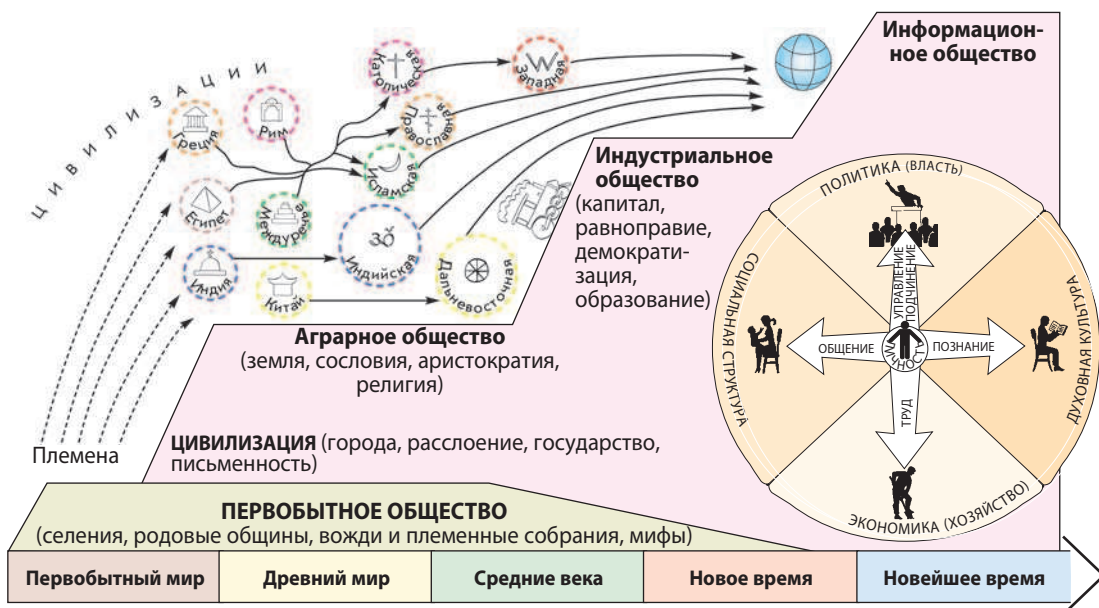 ЦИВИЛИЗАЦИИ
Католическая
Западная
Греция
Рим
Православная
Исламская
Египет
Междуречье
Индия
Индийская
Китай
Дальневосточная
Племена
Информацион-
ное общество
Индустриальное
общество
(капитал,
равноправие,
демократи-
зация,
образование)
Аграрное общество
(земля, сословия, аристократия,
религия)
ЦИВИЛИЗАЦИЯ (города, расслоение, государство,
письменность)
ПЕРВОБЫТНОЕ ОБЩЕСТВО
(селения, родовые общины, вожди и племенные собрания, мифы)
ПОЛИТИКА (ВЛАСТЬ)
СОЦИАЛЬНАЯ СТРУКТУРА
ДУХОВНАЯ КУЛЬТУРА
ЭКОНОМИКА (ХОЗЯЙСТВО)
УПРАВЛЕНИЕ
ПОДЧИНЕНИЕ
ОБЩЕНИЕ
ПОЗНАНИЕ
ЛИЧНОСТЬ
ТРУД
Первобытный мир
Древний мир
Средние века
Новое время
Новейшее время